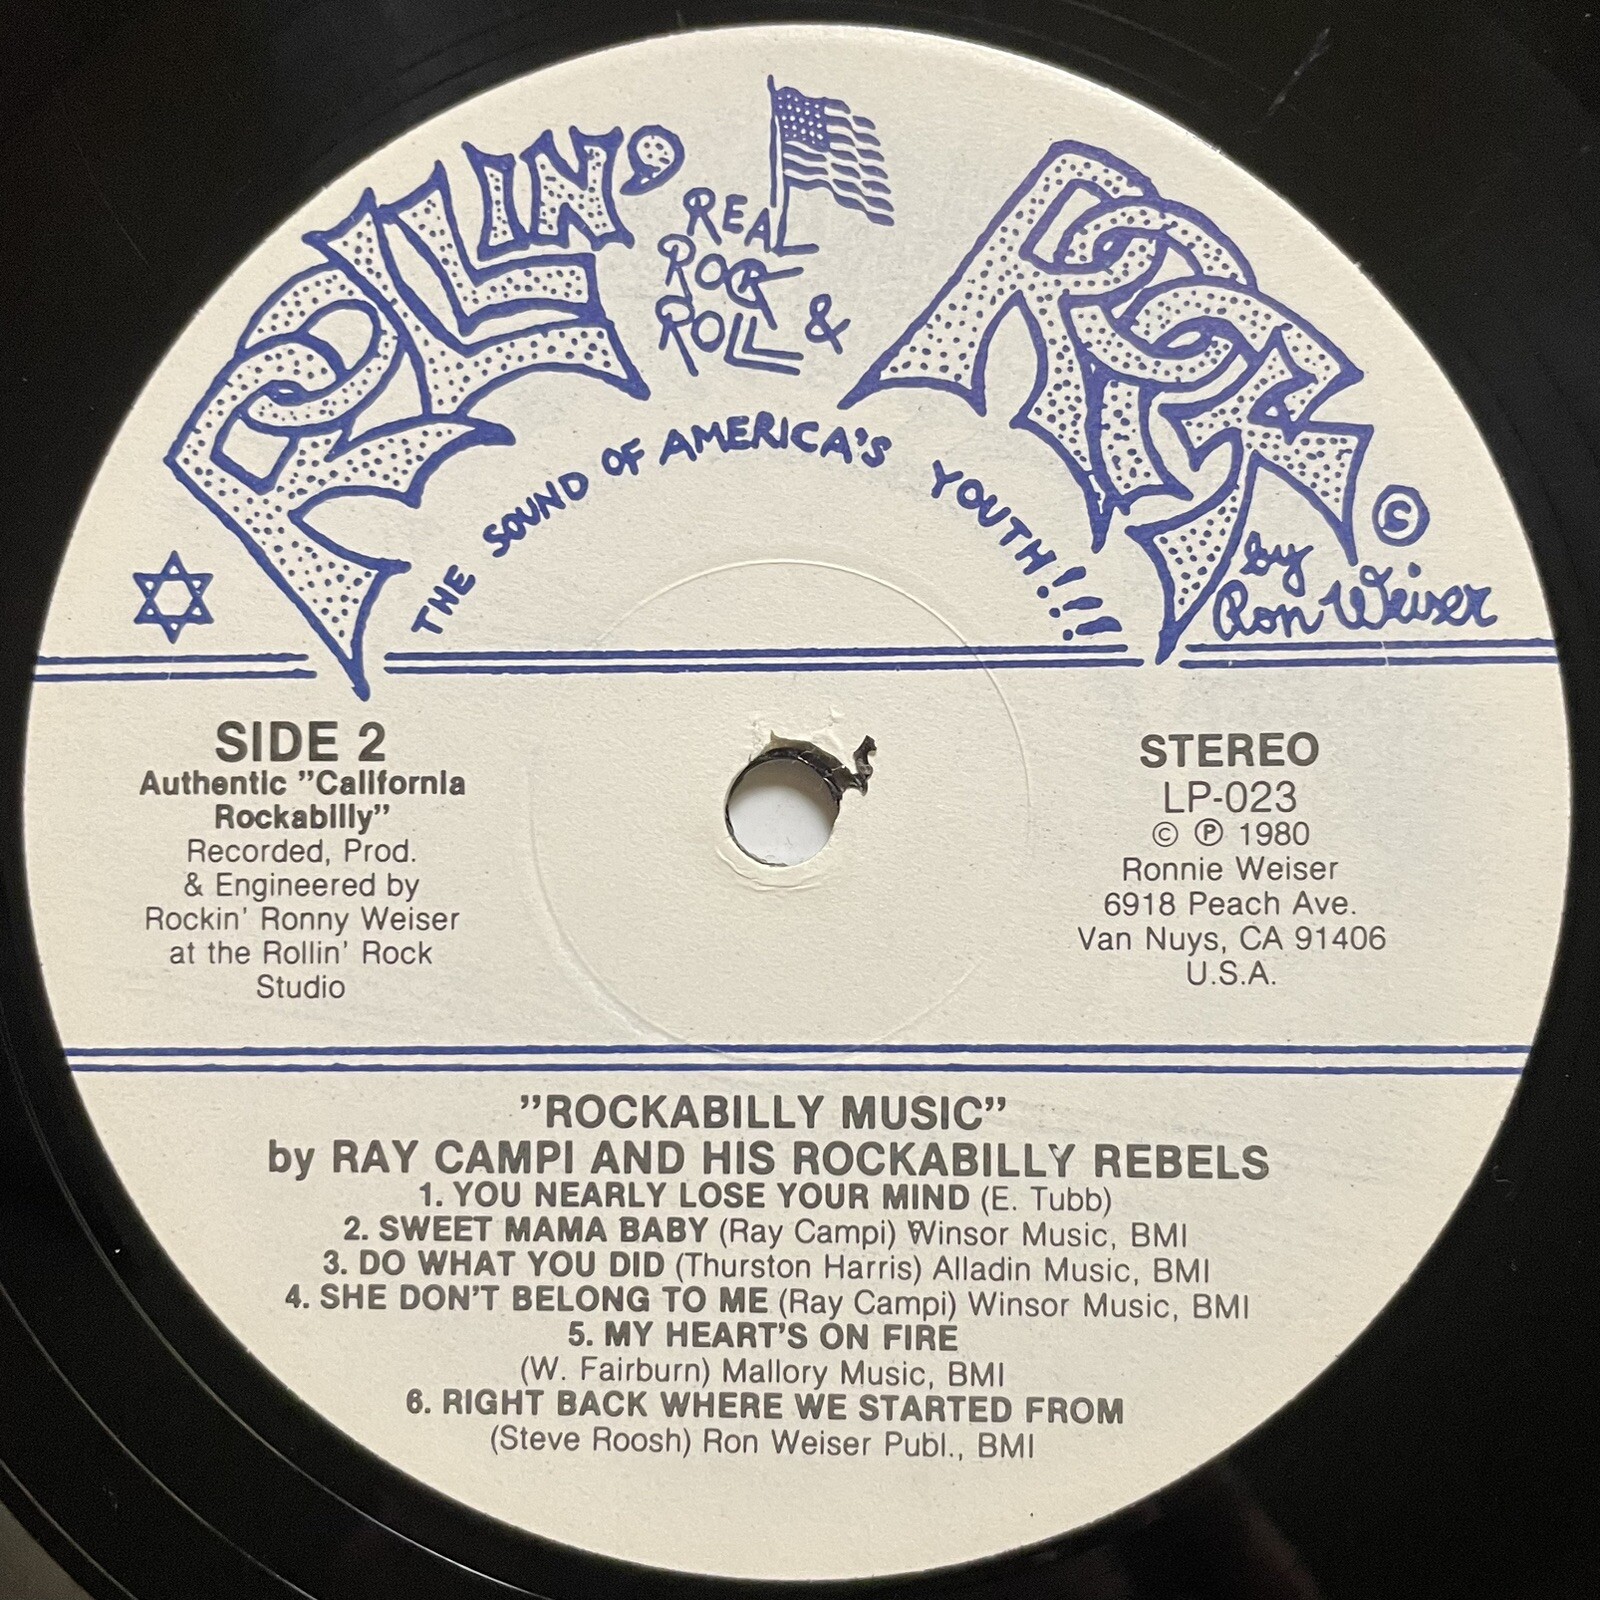 ROLLIN' ROCK ©
REAL
ROCK
ROLL &
THE SOUND OF AMERICA'S YOUTH!!!
by
Ron Weiser
SIDE 2
Authentic "California
Rockabilly"
Recorded, Prod.
& Engineered by
Rockin' Ronny Weiser
at the Rollin' Rock
Studio
STEREO
LP-023
© ℗ 1980
Ronnie Weiser
6918 Peach Ave.
Van Nuys, CA 91406
U.S.A.
"ROCKABILLY MUSIC"
by RAY CAMPI AND HIS ROCKABILLY REBELS
1. YOU NEARLY LOSE YOUR MIND (E. Tubb)
2. SWEET MAMA BABY (Ray Campi) Winsor Music, BMI
3. DO WHAT YOU DID (Thurston Harris) Alladin Music, BMI
4. SHE DON'T BELONG TO ME (Ray Campi) Winsor Music, BMI
5. MY HEART'S ON FIRE
(W. Fairburn) Mallory Music, BMI
6. RIGHT BACK WHERE WE STARTED FROM
(Steve Roosh) Ron Weiser Publ., BMI